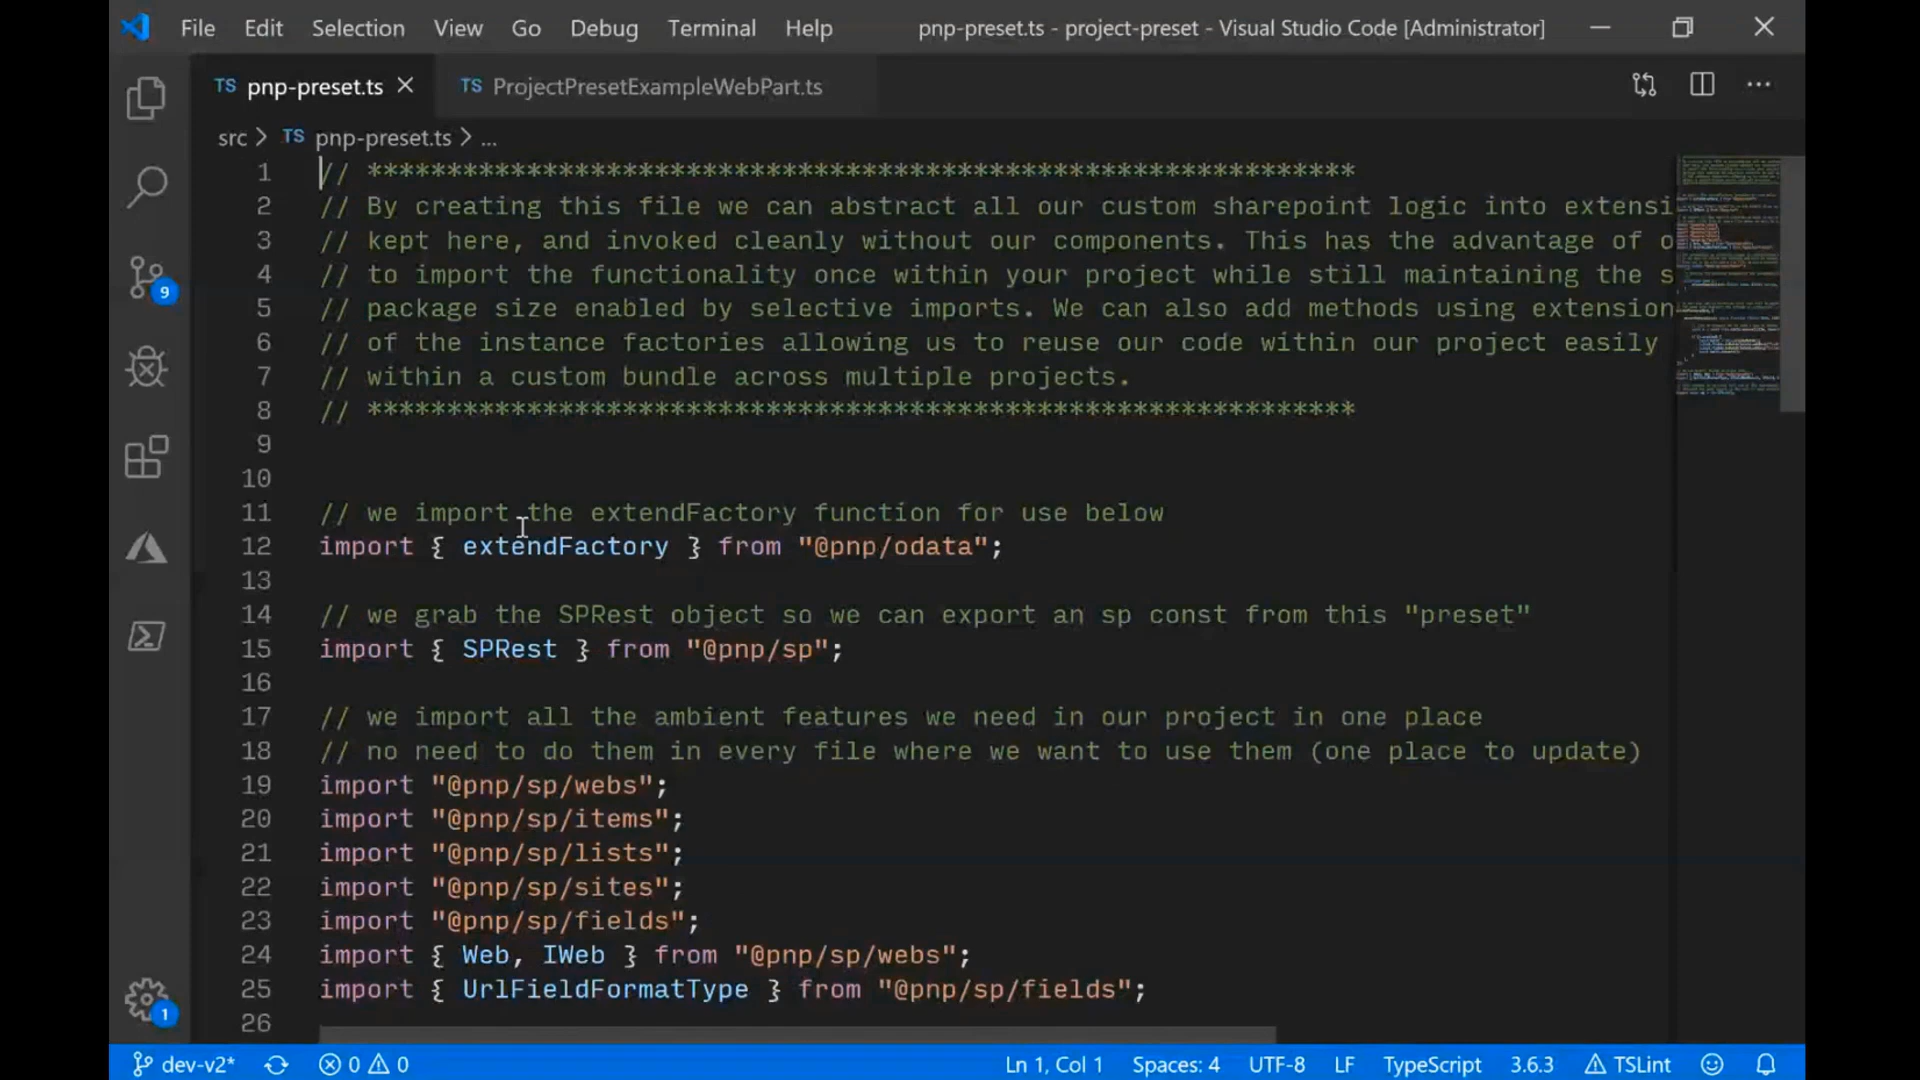 File Edit Selection View Go Debug Terminal Help pnp-preset.ts - project-preset - Visual Studio Code [Administrator]
TS pnp-preset.ts TS ProjectPresetExampleWebPart.ts
src > TS pnp-preset.ts > ...
1 // **************************************************************
2 // By creating this file we can abstract all our custom sharepoint logic into extensi
3 // kept here, and invoked cleanly without our components. This has the advantage of o
4 // to import the functionality once within your project while still maintaining the s
5 // package size enabled by selective imports. We can also add methods using extension
6 // of the instance factories allowing us to reuse our code within our project easily
7 // within a custom bundle across multiple projects.
8 // **************************************************************
9
10
11 // we import the extendFactory function for use below
12 import { extendFactory } from "@pnp/odata";
13
14 // we grab the SPRest object so we can export an sp const from this "preset"
15 import { SPRest } from "@pnp/sp";
16
17 // we import all the ambient features we need in our project in one place
18 // no need to do them in every file where we want to use them (one place to update)
19 import "@pnp/sp/webs";
20 import "@pnp/sp/items";
21 import "@pnp/sp/lists";
22 import "@pnp/sp/sites";
23 import "@pnp/sp/fields";
24 import { Web, IWeb } from "@pnp/sp/webs";
25 import { UrlFieldFormatType } from "@pnp/sp/fields";
26
9
1
dev-v2* 0 0 Ln 1, Col 1 Spaces: 4 UTF-8 LF TypeScript 3.6.3 TSLint